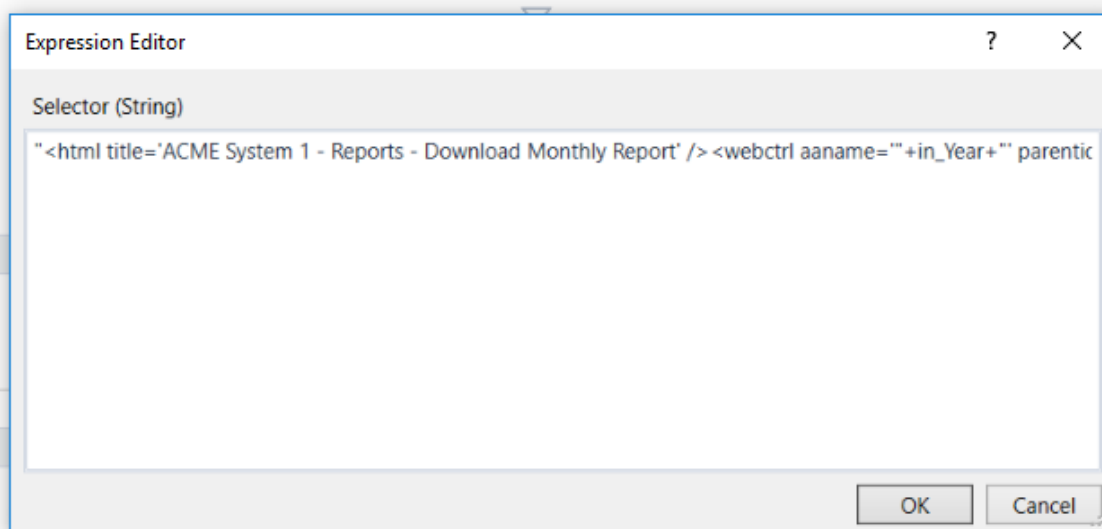 Expression Editor
? ×
Selector (String)
"<html title='ACME System 1 - Reports - Download Monthly Report' /><webctrl aaname='"+in_Year+"' parentic
OK Cancel